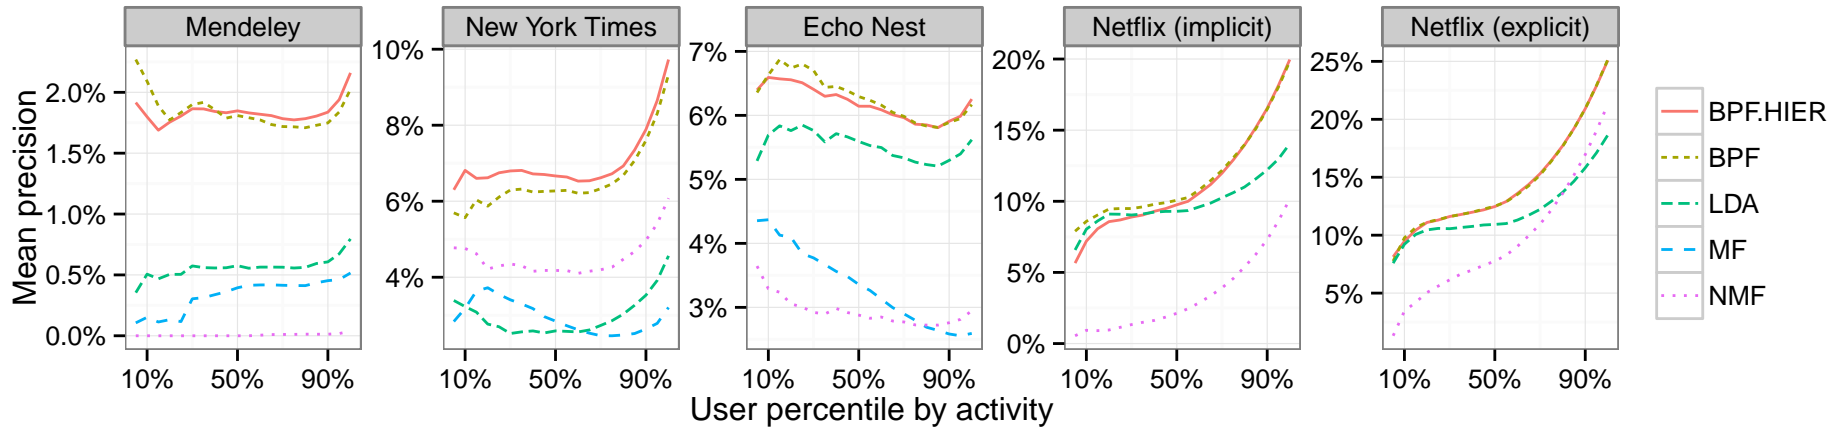 Mendeley
New York Times
Echo Nest
Netflix (implicit)
Netflix (explicit)
Mean precision
2.0%
1.5%
1.0%
0.5%
0.0%
10%
8%
6%
4%
7%
6%
5%
4%
3%
20%
15%
10%
5%
0%
25%
20%
15%
10%
5%
10% 50% 90%
10% 50% 90%
10% 50% 90%
10% 50% 90%
10% 50% 90%
User percentile by activity
BPF.HIER
BPF
LDA
MF
NMF